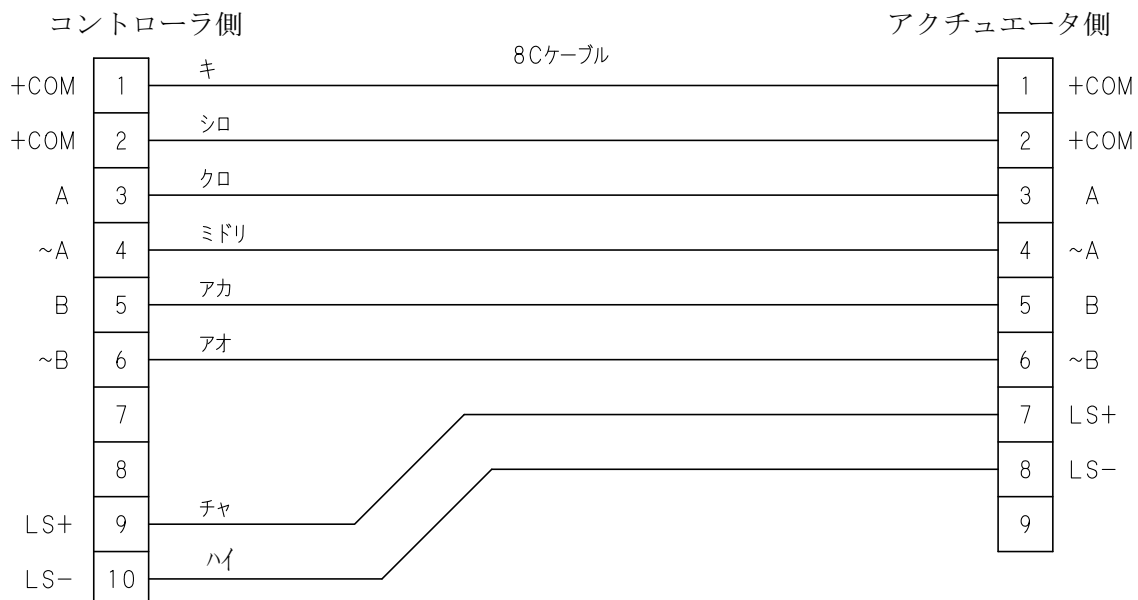 コントローラ側 アクチュエータ側
8Cケーブル
+COM 1 キ 1 +COM
+COM 2 シロ 2 +COM
A 3 クロ 3 A
~A 4 ミドリ 4 ~A
B 5 アカ 5 B
~B 6 アオ 6 ~B
7 7 LS+
8 8 LS-
LS+ 9 チャ 9
LS- 10 ハイ